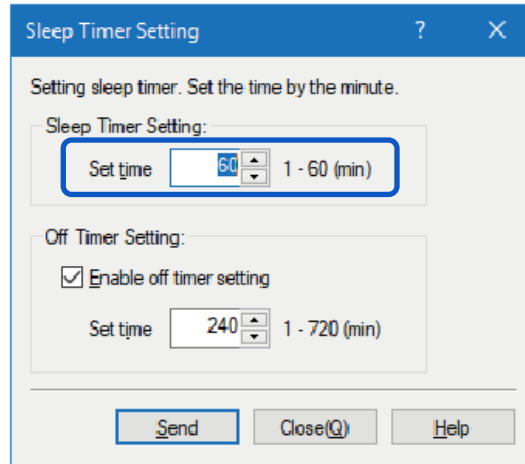 Sleep Timer Setting ? X
Setting sleep timer. Set the time by the minute.
Sleep Timer Setting:
Set time 60 1 - 60 (min)
Off Timer Setting:
Enable off timer setting
Set time 240 1 - 720 (min)
Send Close(Q) Help